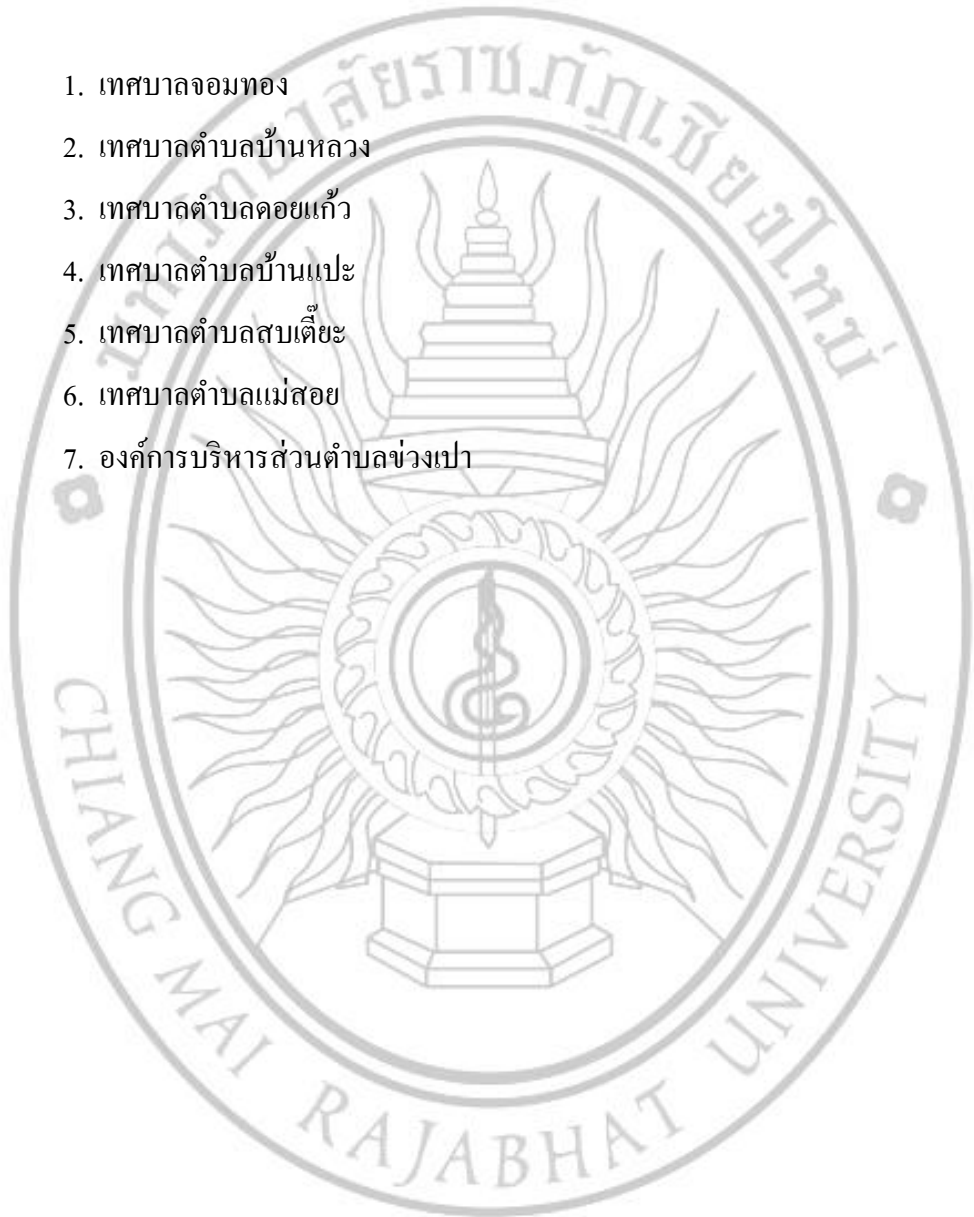 1. เทศบาลจอมทอง
2. เทศบาลตำบลบ้านหลวง
3. เทศบาลตำบลดอยแก้ว
4. เทศบาลตำบลบ้านแปะ
5. เทศบาลตำบลสบเตี๊ยะ
6. เทศบาลตำบลแม่สอย
7. องค์การบริหารส่วนตำบลข่วงเปา
มหาวิทยาลัยราชภัฏเชียงใหม่
CHIANG MAI RAJABHAT UNIVERSITY